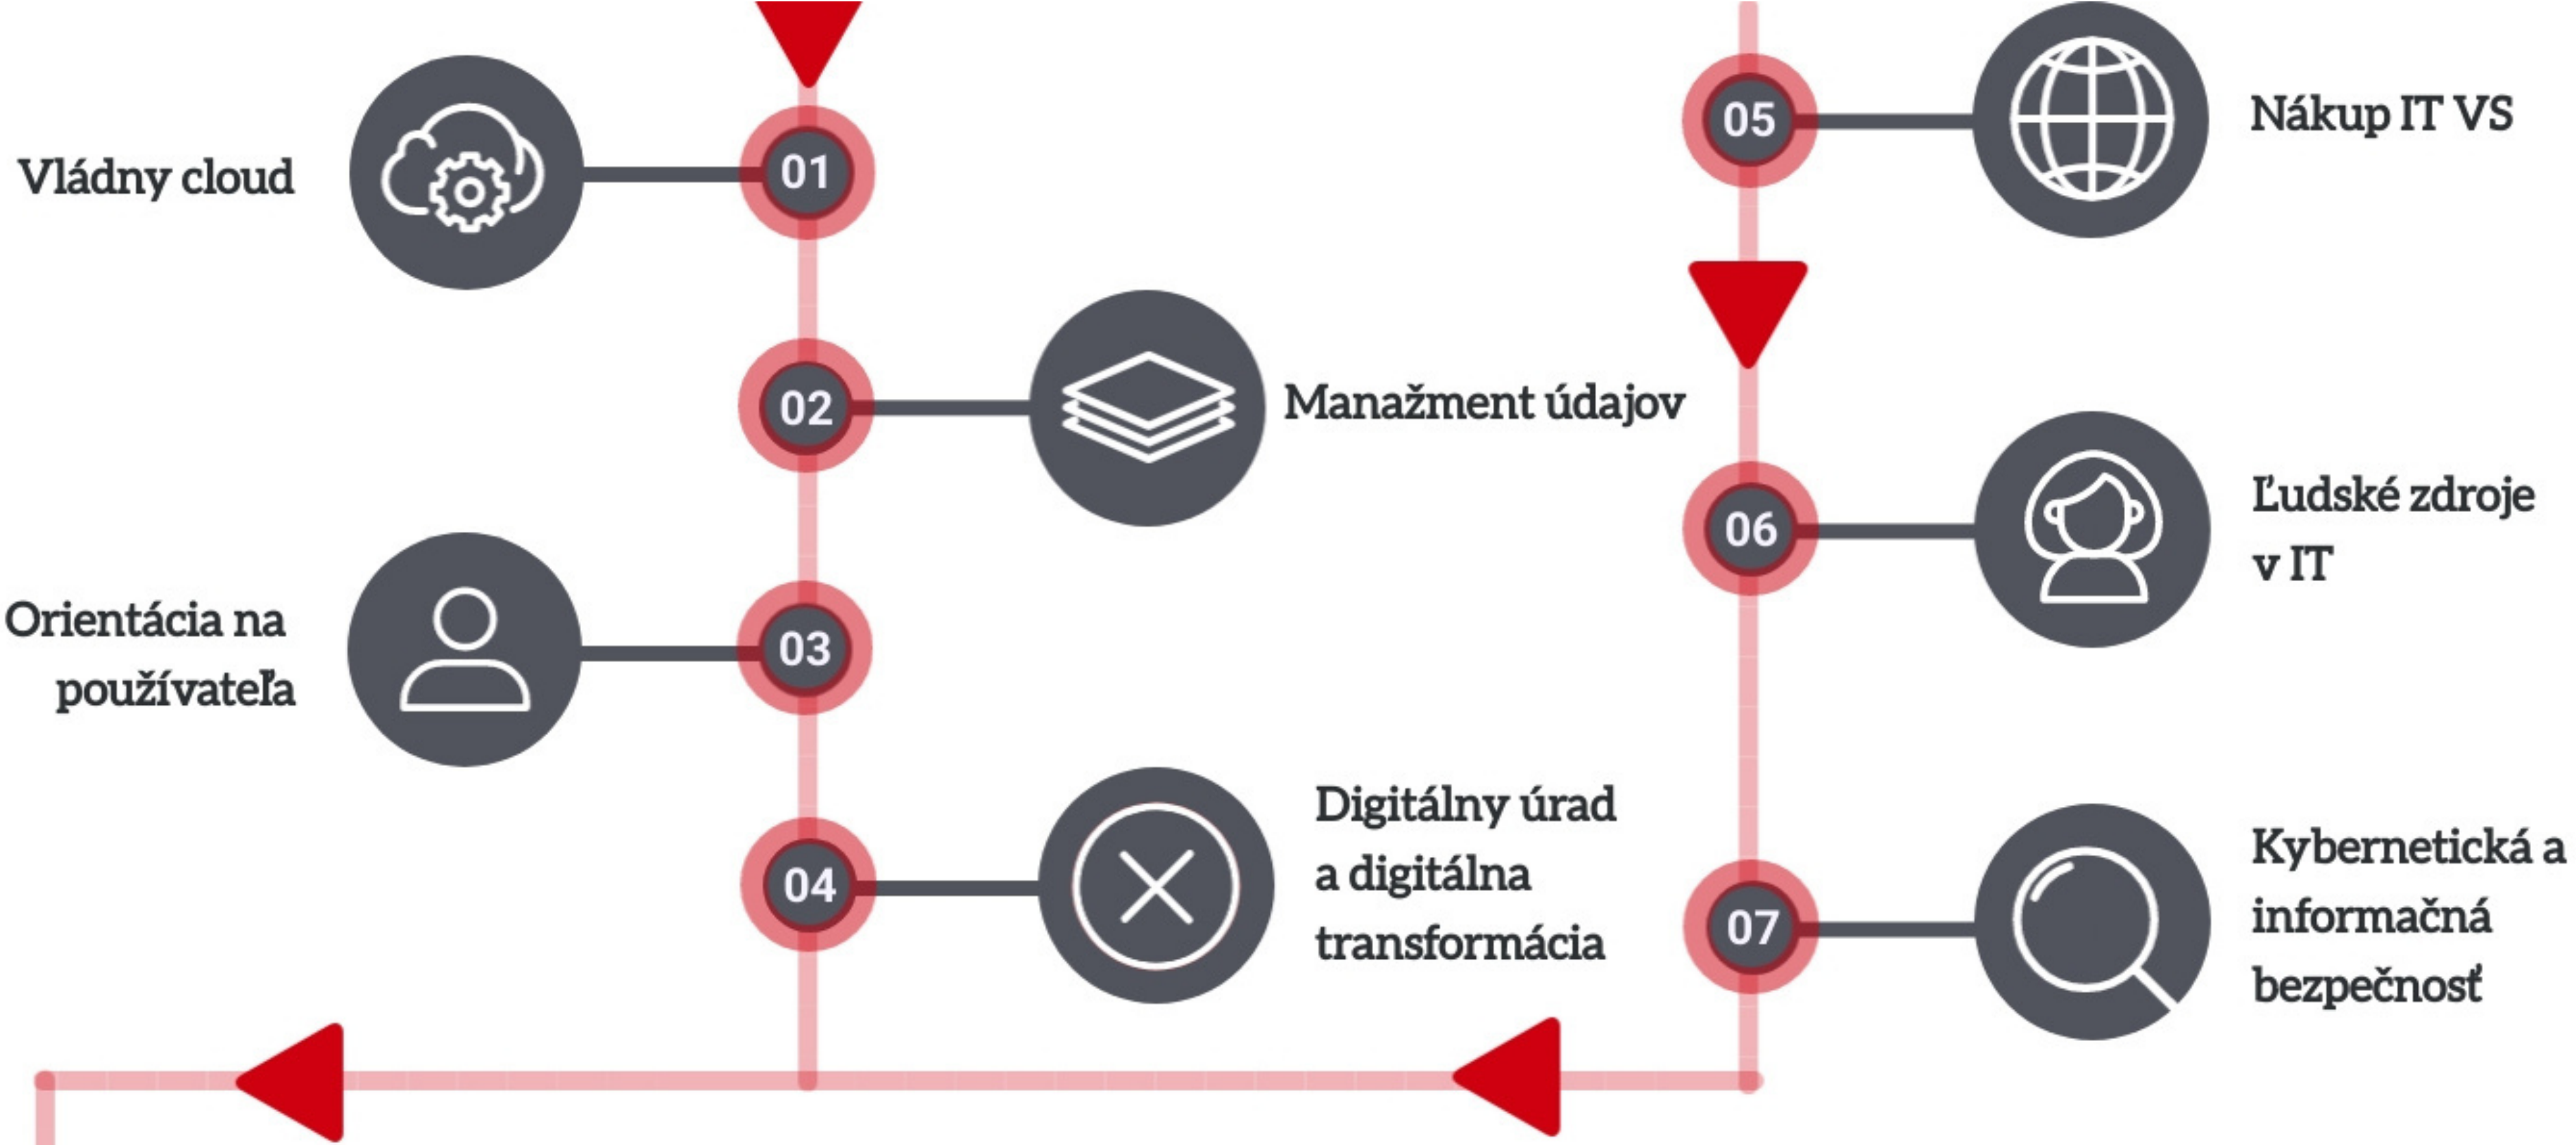 Vládny cloud
01
02
Manažment údajov
Orientácia na
používateľa
03
04
Digitálny úrad
a digitálna
transformácia
05
Nákup IT VS
06
Ľudské zdroje
v IT
07
Kybernetická a
informačná
bezpečnosť